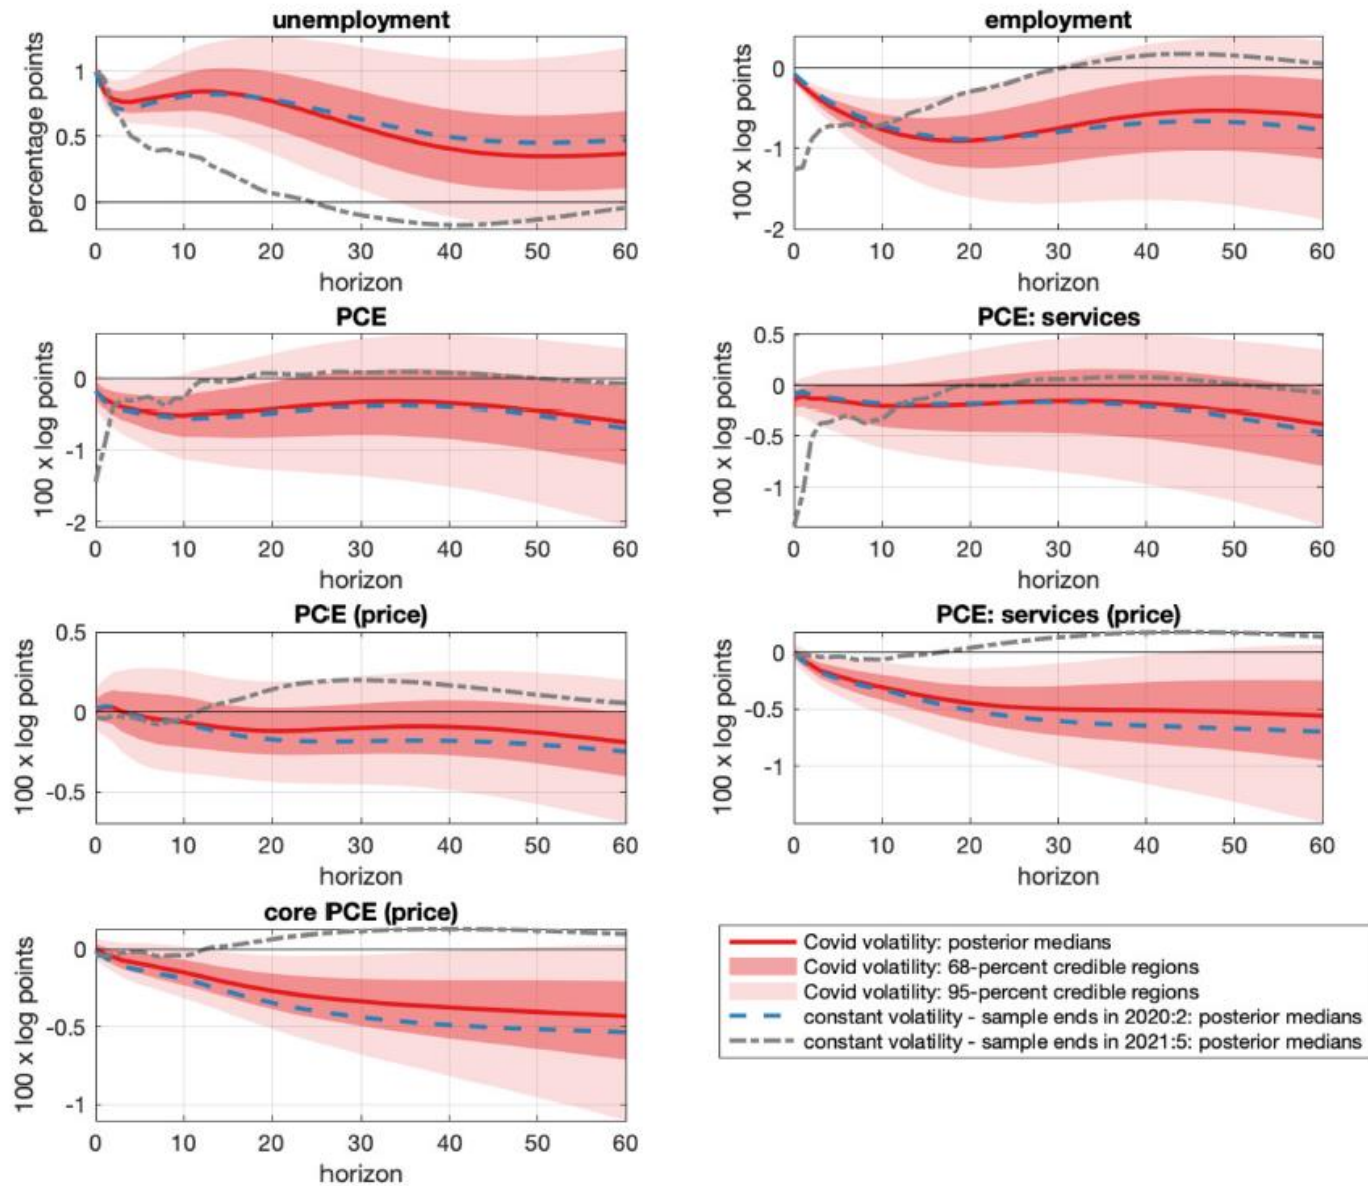 unemployment
percentage points
1
0.5
0
0 10 20 30 40 50 60
horizon
employment
100 x log points
0
-1
-2
0 10 20 30 40 50 60
horizon
PCE
100 x log points
0
-1
-2
0 10 20 30 40 50 60
horizon
PCE: services
100 x log points
0.5
0
-0.5
-1
0 10 20 30 40 50 60
horizon
PCE (price)
100 x log points
0.5
0
-0.5
0 10 20 30 40 50 60
horizon
PCE: services (price)
100 x log points
0
-0.5
-1
0 10 20 30 40 50 60
horizon
core PCE (price)
100 x log points
0
-0.5
-1
0 10 20 30 40 50 60
horizon
Covid volatility: posterior medians
Covid volatility: 68-percent credible regions
Covid volatility: 95-percent credible regions
constant volatility - sample ends in 2020:2: posterior medians
constant volatility - sample ends in 2021:5: posterior medians